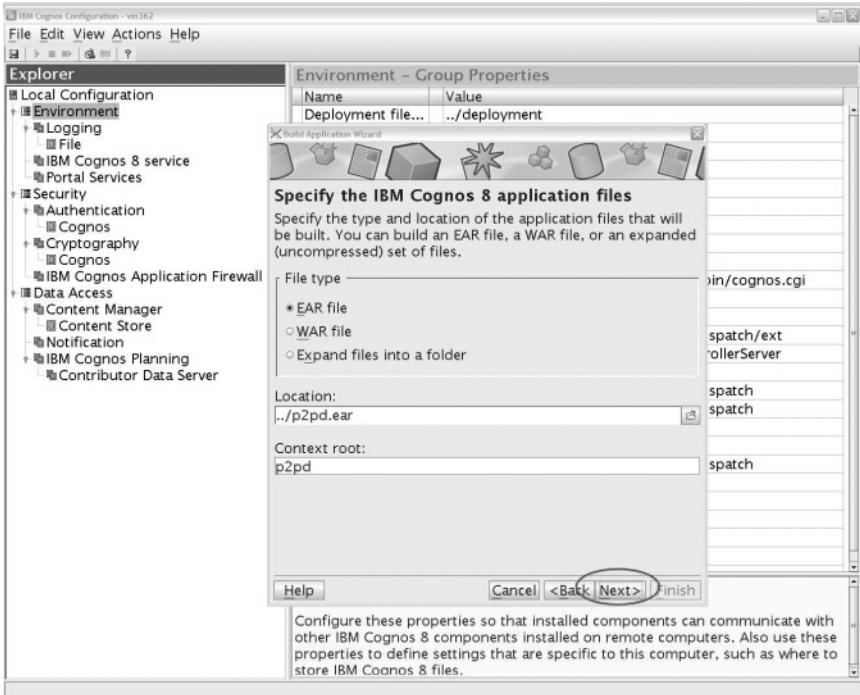 IBM Cognos Configuration - vm362
File Edit View Actions Help
Explorer
Local Configuration
Environment
Logging
File
IBM Cognos 8 service
Portal Services
Security
Authentication
Cognos
Cryptography
Cognos
IBM Cognos Application Firewall
Data Access
Content Manager
Content Store
Notification
IBM Cognos Planning
Contributor Data Server
Environment - Group Properties
Name Value
Deployment file... ../deployment
bin/cognos.cgi
spatch/ext
rollerServer
spatch
spatch
spatch
Build Application Wizard
Specify the IBM Cognos 8 application files
Specify the type and location of the application files that will
be built. You can build an EAR file, a WAR file, or an expanded
(uncompressed) set of files.
File type
EAR file
WAR file
Expand files into a folder
Location:
../p2pd.ear
Context root:
p2pd
Help Cancel <Back Next> Finish
Configure these properties so that installed components can communicate with
other IBM Cognos 8 components installed on remote computers. Also use these
properties to define settings that are specific to this computer, such as where to
store IBM Cognos 8 files.